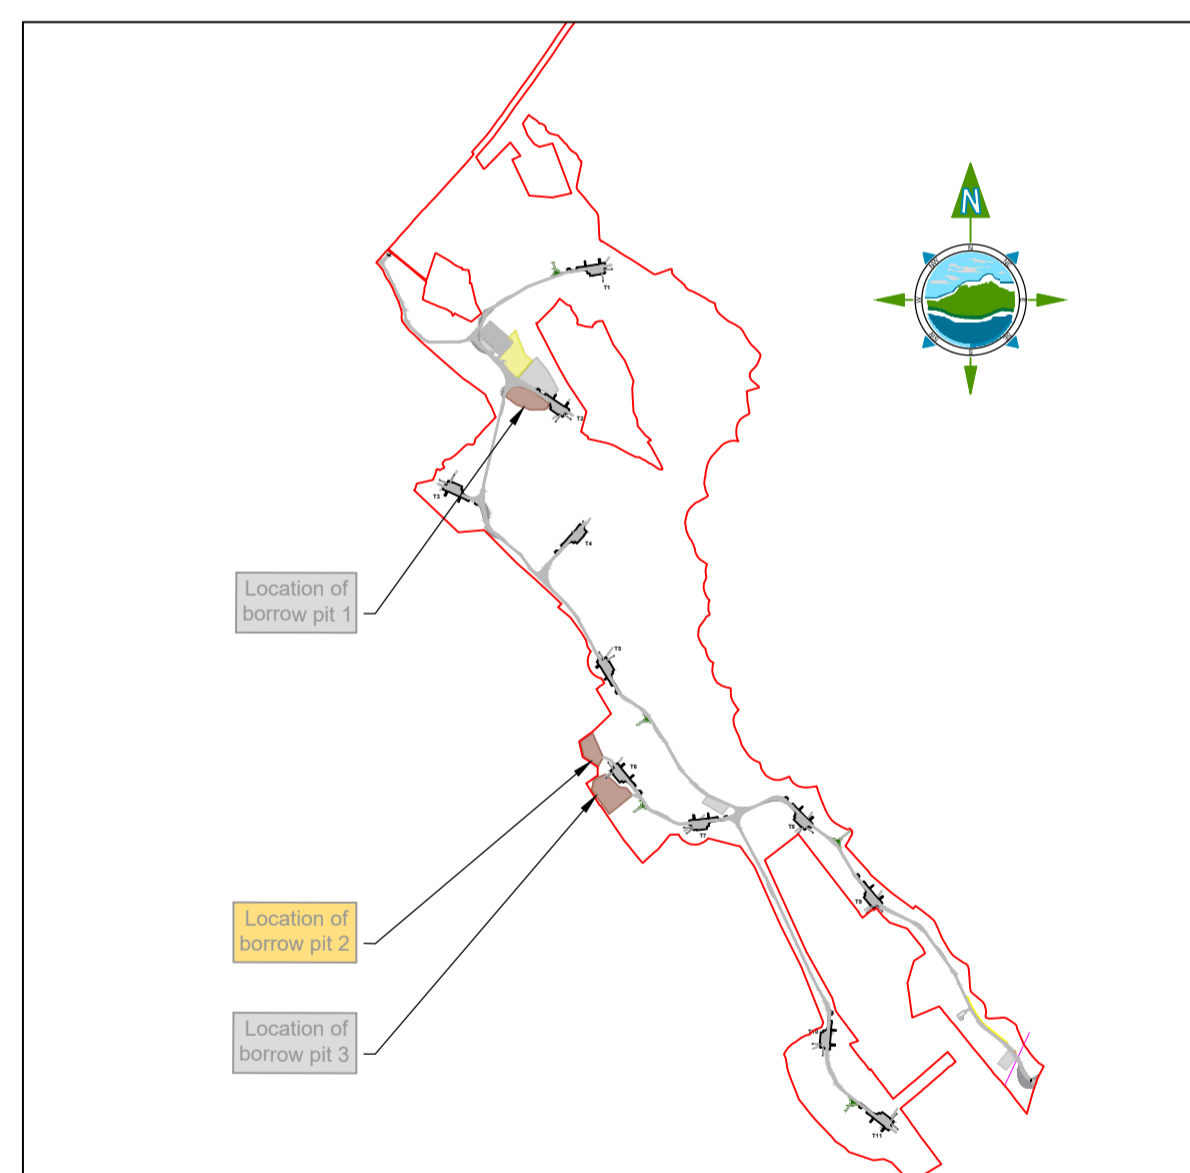 N
T1
T2
T3
T4
Location of
borrow pit 1
T5
T6
T7
T8
T9
Location of
borrow pit 2
Location of
borrow pit 3
T10
T11